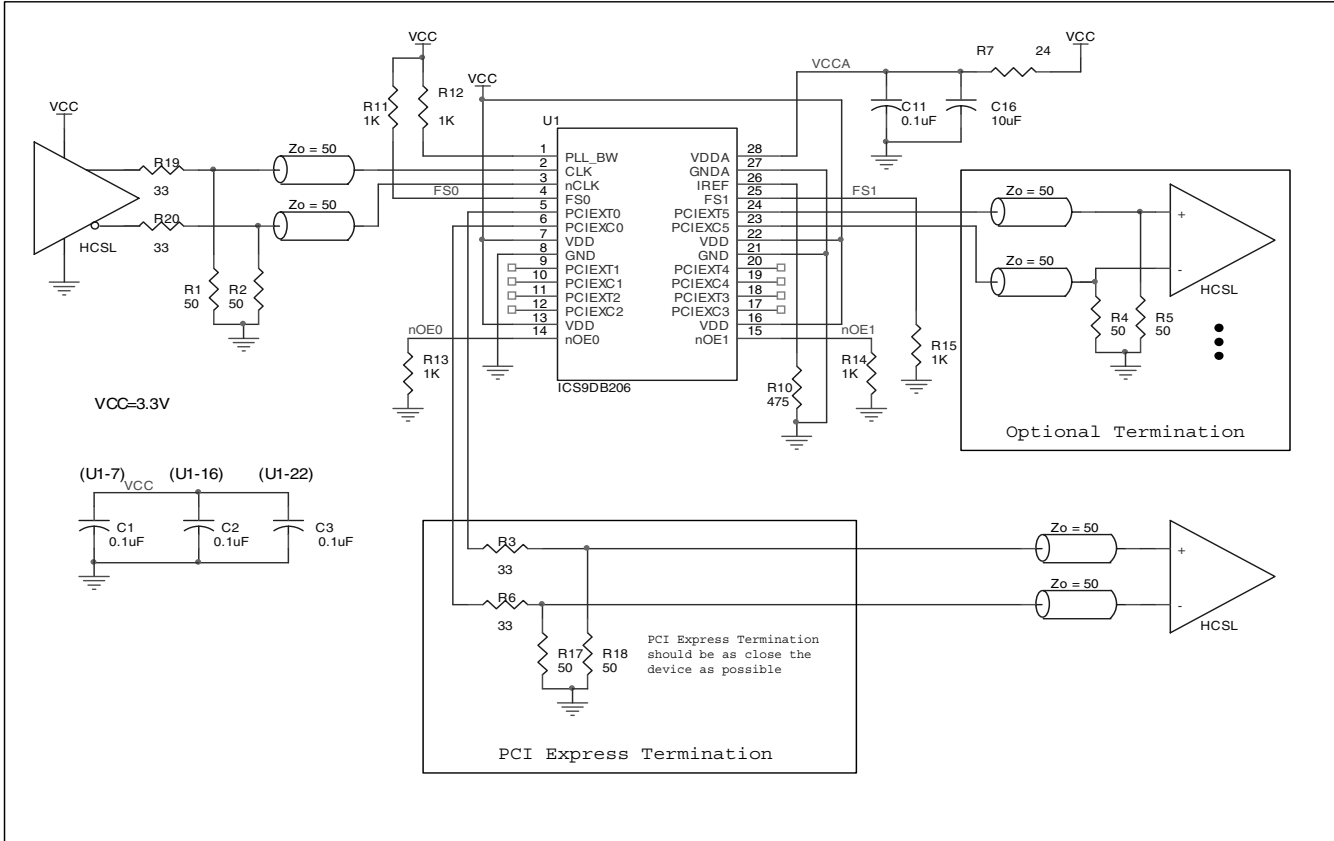 VCC
R7 24
VCC
VCCA
VCC
R12
1K
R11
1K
C11
0.1uF
C16
10uF
VCC
U1
R19
33
Zo = 50
R20
33
Zo = 50
HCSL
FS0
R1
50
R2
50
1 PLL_BW
2 CLK
3 nCLK
4 FS0
5 PCIEXT0
6 PCIEXC0
7 VDD
8 GND
9 PCIEXT1
10 PCIEXC1
11 PCIEXT2
12 PCIEXC2
13 VDD
14 nOE0
VDDA 28
GNDA 27
IREF 26
FS1 25
PCIEXT5 24
PCIEXC5 23
VDD 22
GND 21
PCIEXT4 20
PCIEXC4 19
PCIEXT3 18
PCIEXC3 17
VDD 16
nOE1 15
ICS9DB206
nOE0
R13
1K
FS1
nOE1
R14
1K
R15
1K
R10
475
Zo = 50
Zo = 50
+
-
HCSL
R4
50
R5
50
Optional Termination
VCC=3.3V
(U1-7) (U1-16) (U1-22)
VCC
C1
0.1uF
C2
0.1uF
C3
0.1uF
R3
33
R6
33
R17
50
R18
50
PCI Express Termination
should be as close the
device as possible
PCI Express Termination
Zo = 50
Zo = 50
+
-
HCSL